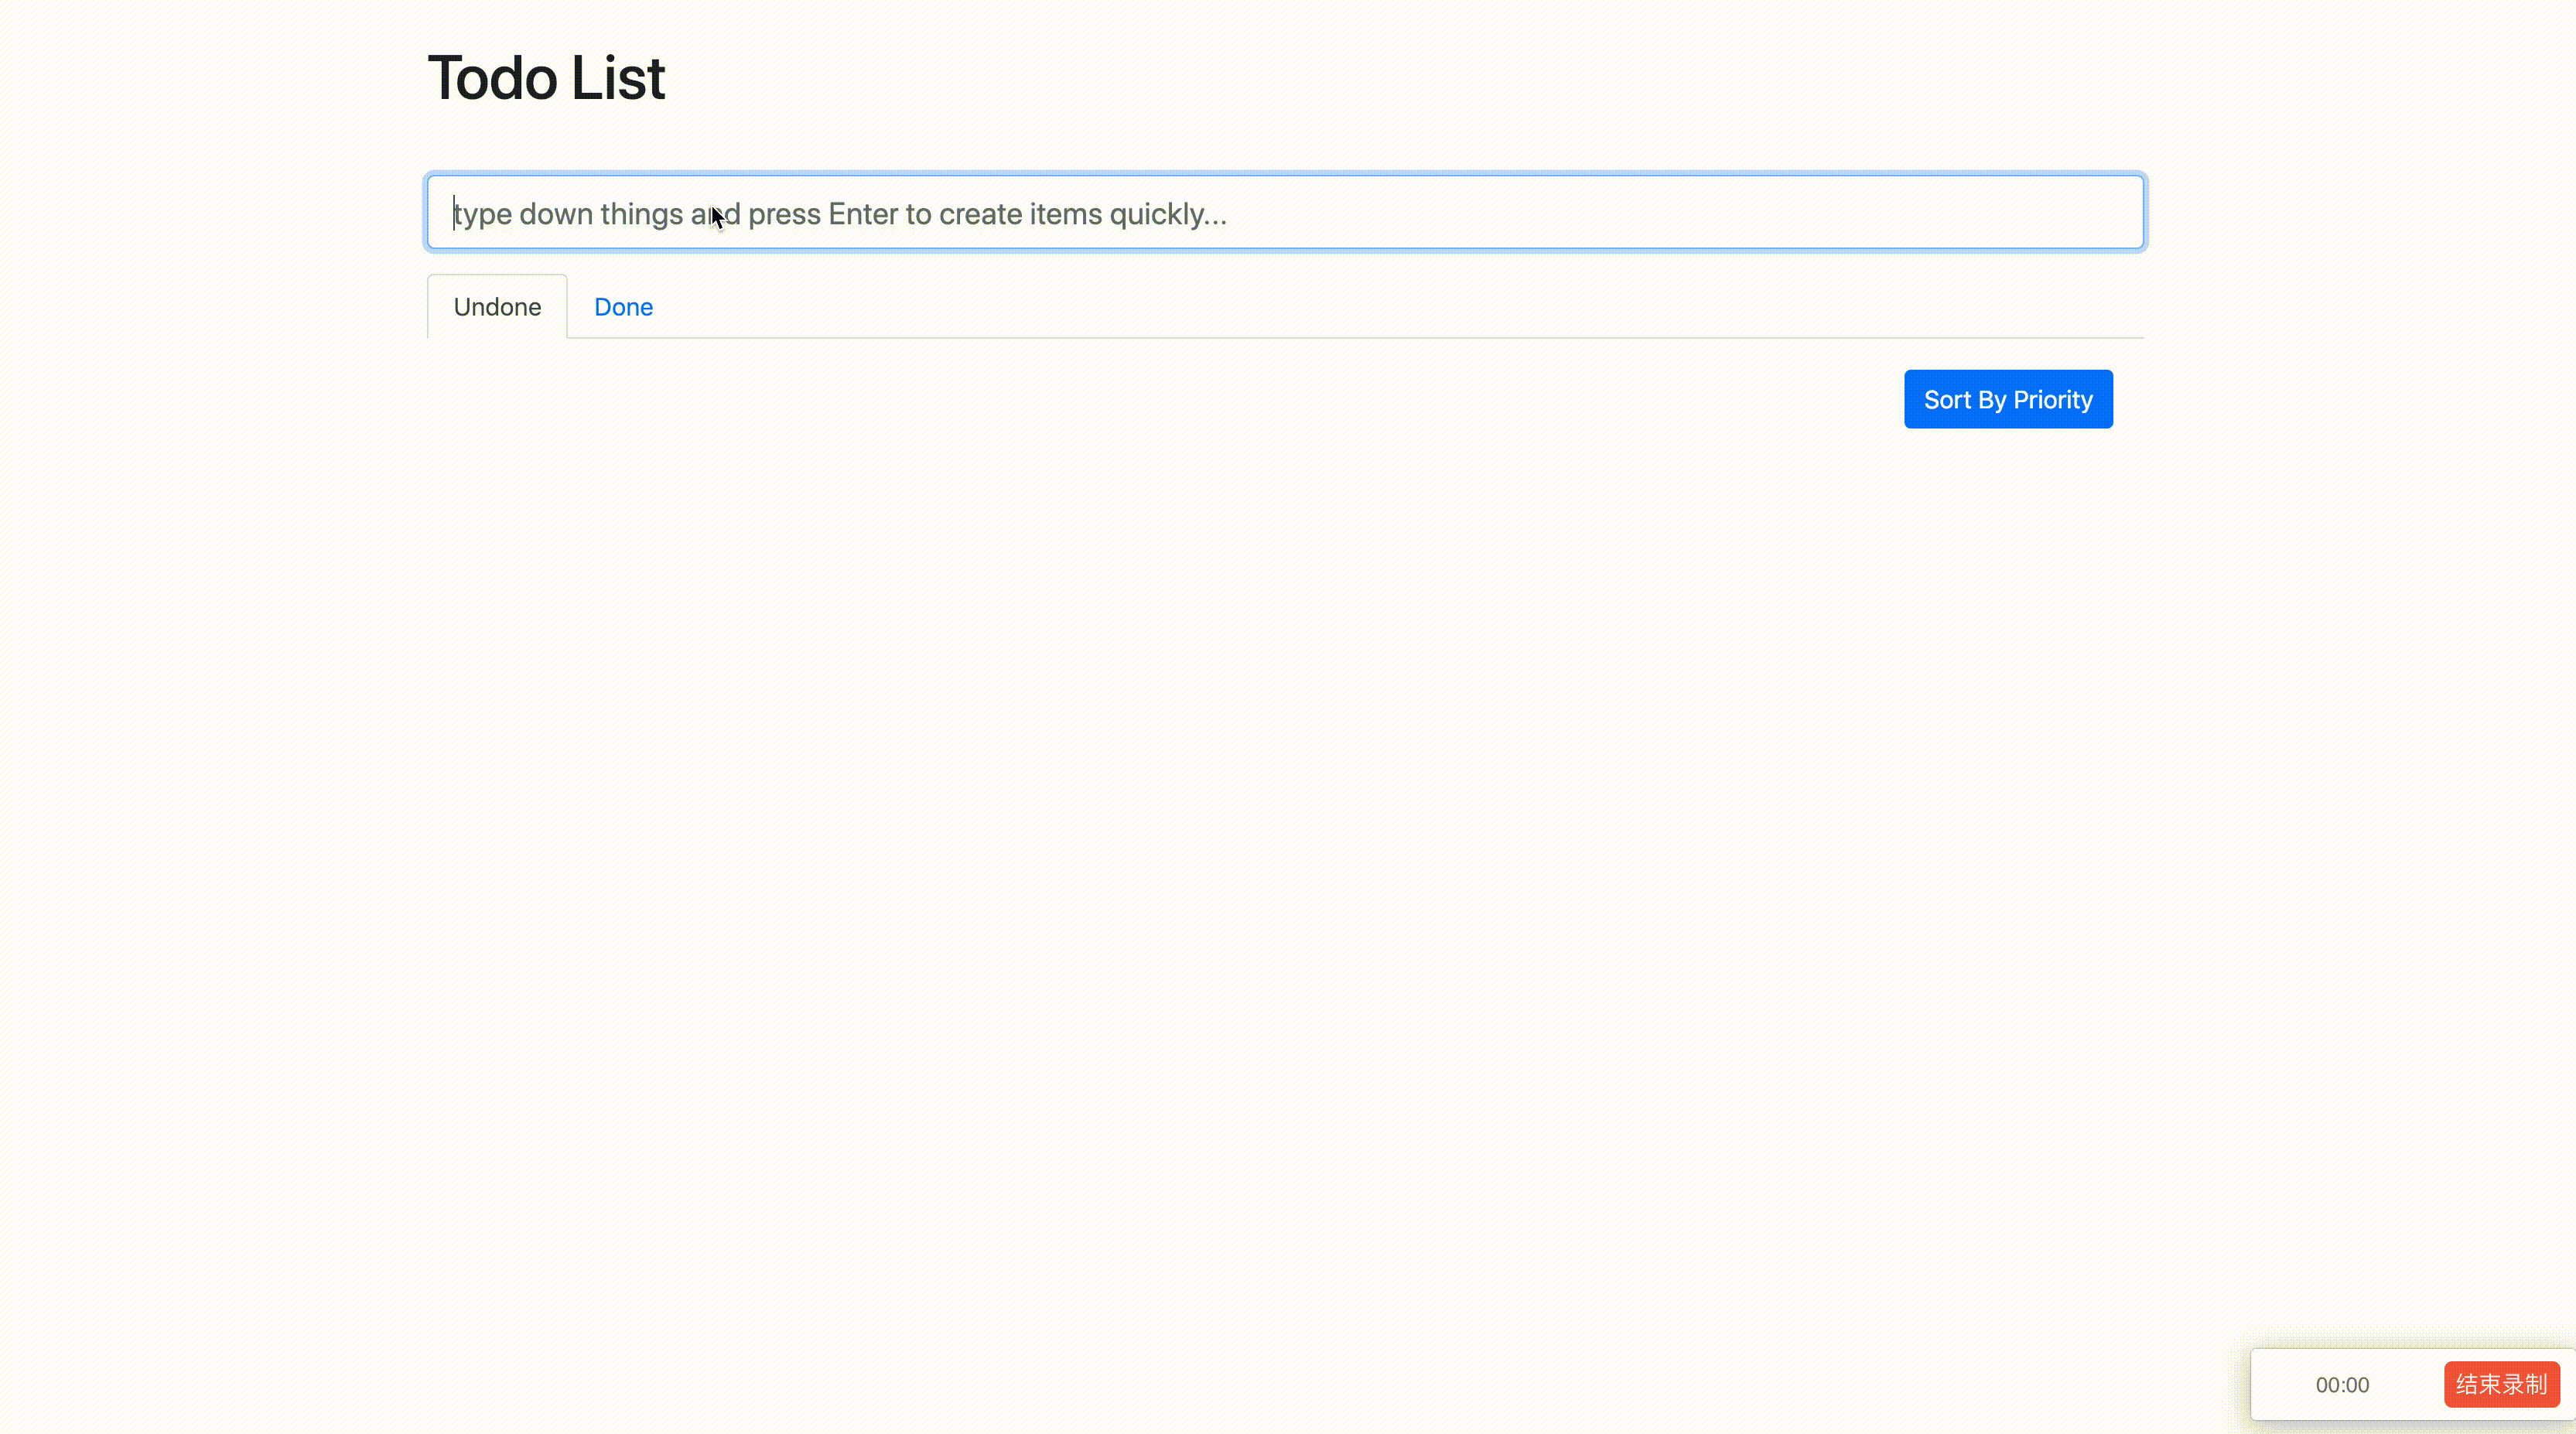 Todo List
type down things and press Enter to create items quickly...
Undone Done
Sort By Priority
00:00 结束录制